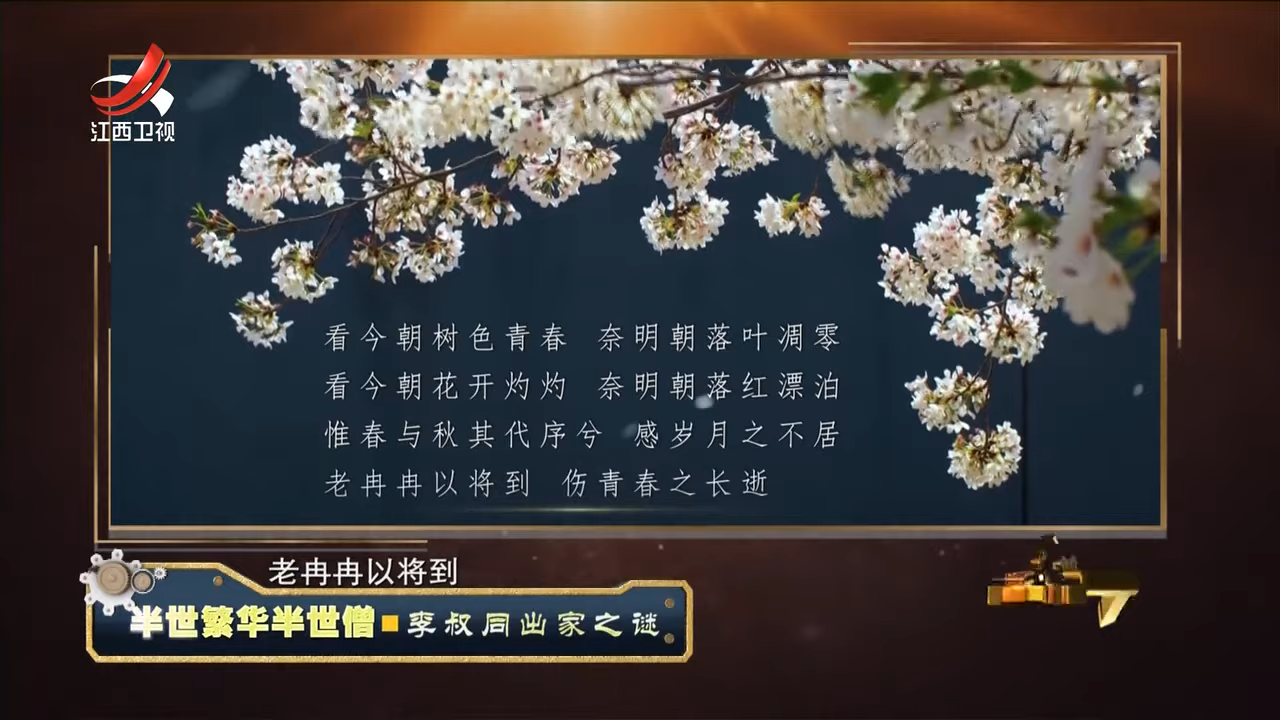 江西卫视
看今朝树色青春 奈明朝落叶凋零
看今朝花开灼灼 奈明朝落红漂泊
惟春与秋其代序兮 感岁月之不居
老冉冉以将到 伤青春之长逝
老冉冉以将到
半世繁华半世僧■李叔同出家之谜